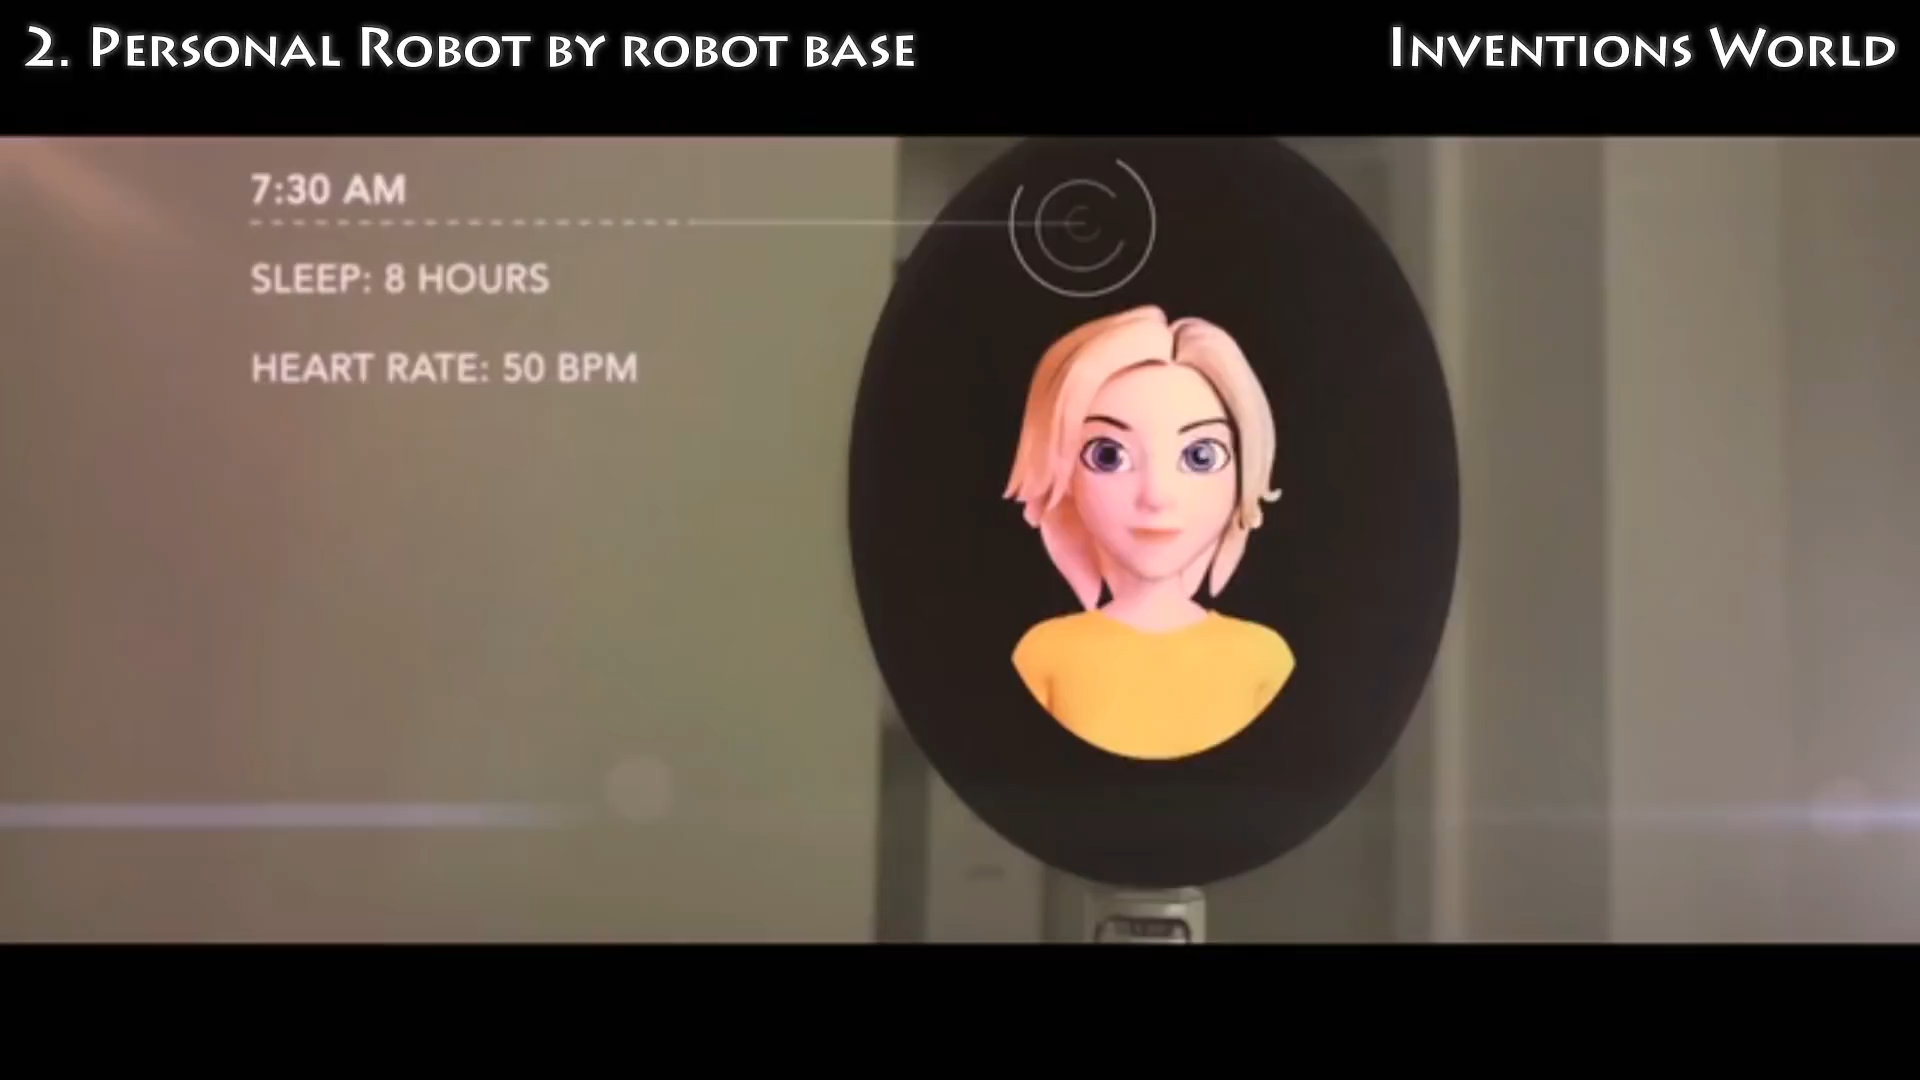 2. Personal Robot by robot base
Inventions World
7:30 AM
SLEEP: 8 HOURS
HEART RATE: 50 BPM